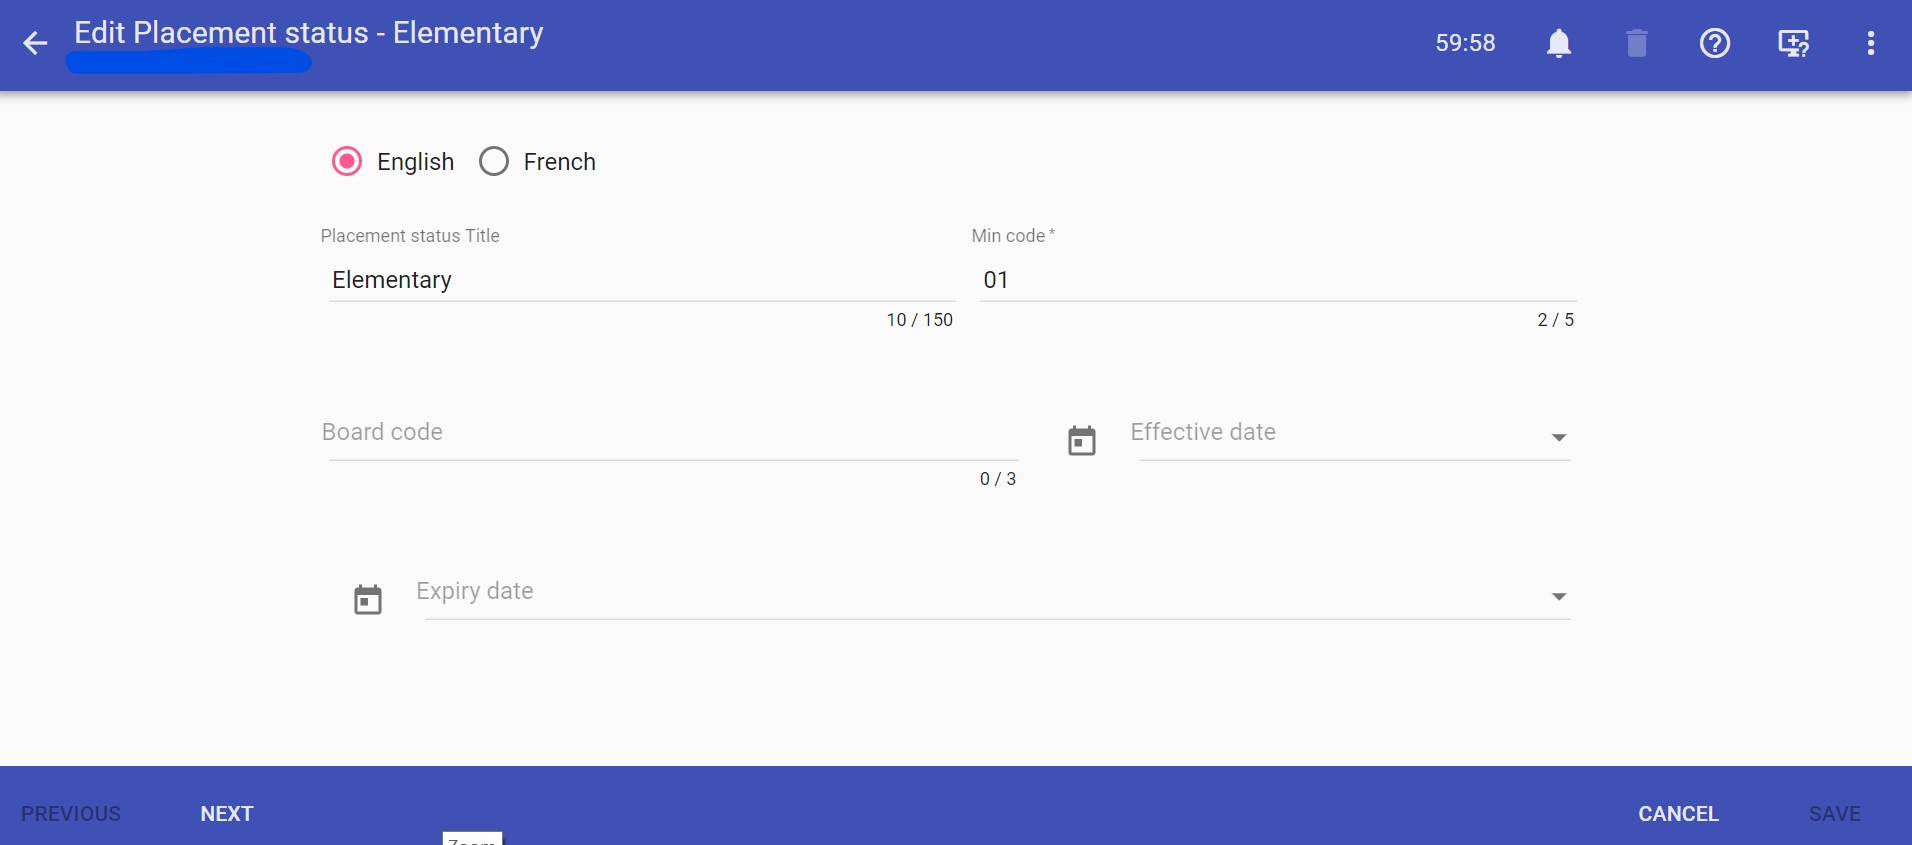 Edit Placement status - Elementary
59:58
English
French
Placement status Title
Min code *
Elementary
01
10 / 150
2 / 5
Board code
Effective date
0 / 3
Expiry date
PREVIOUS
NEXT
CANCEL
SAVE